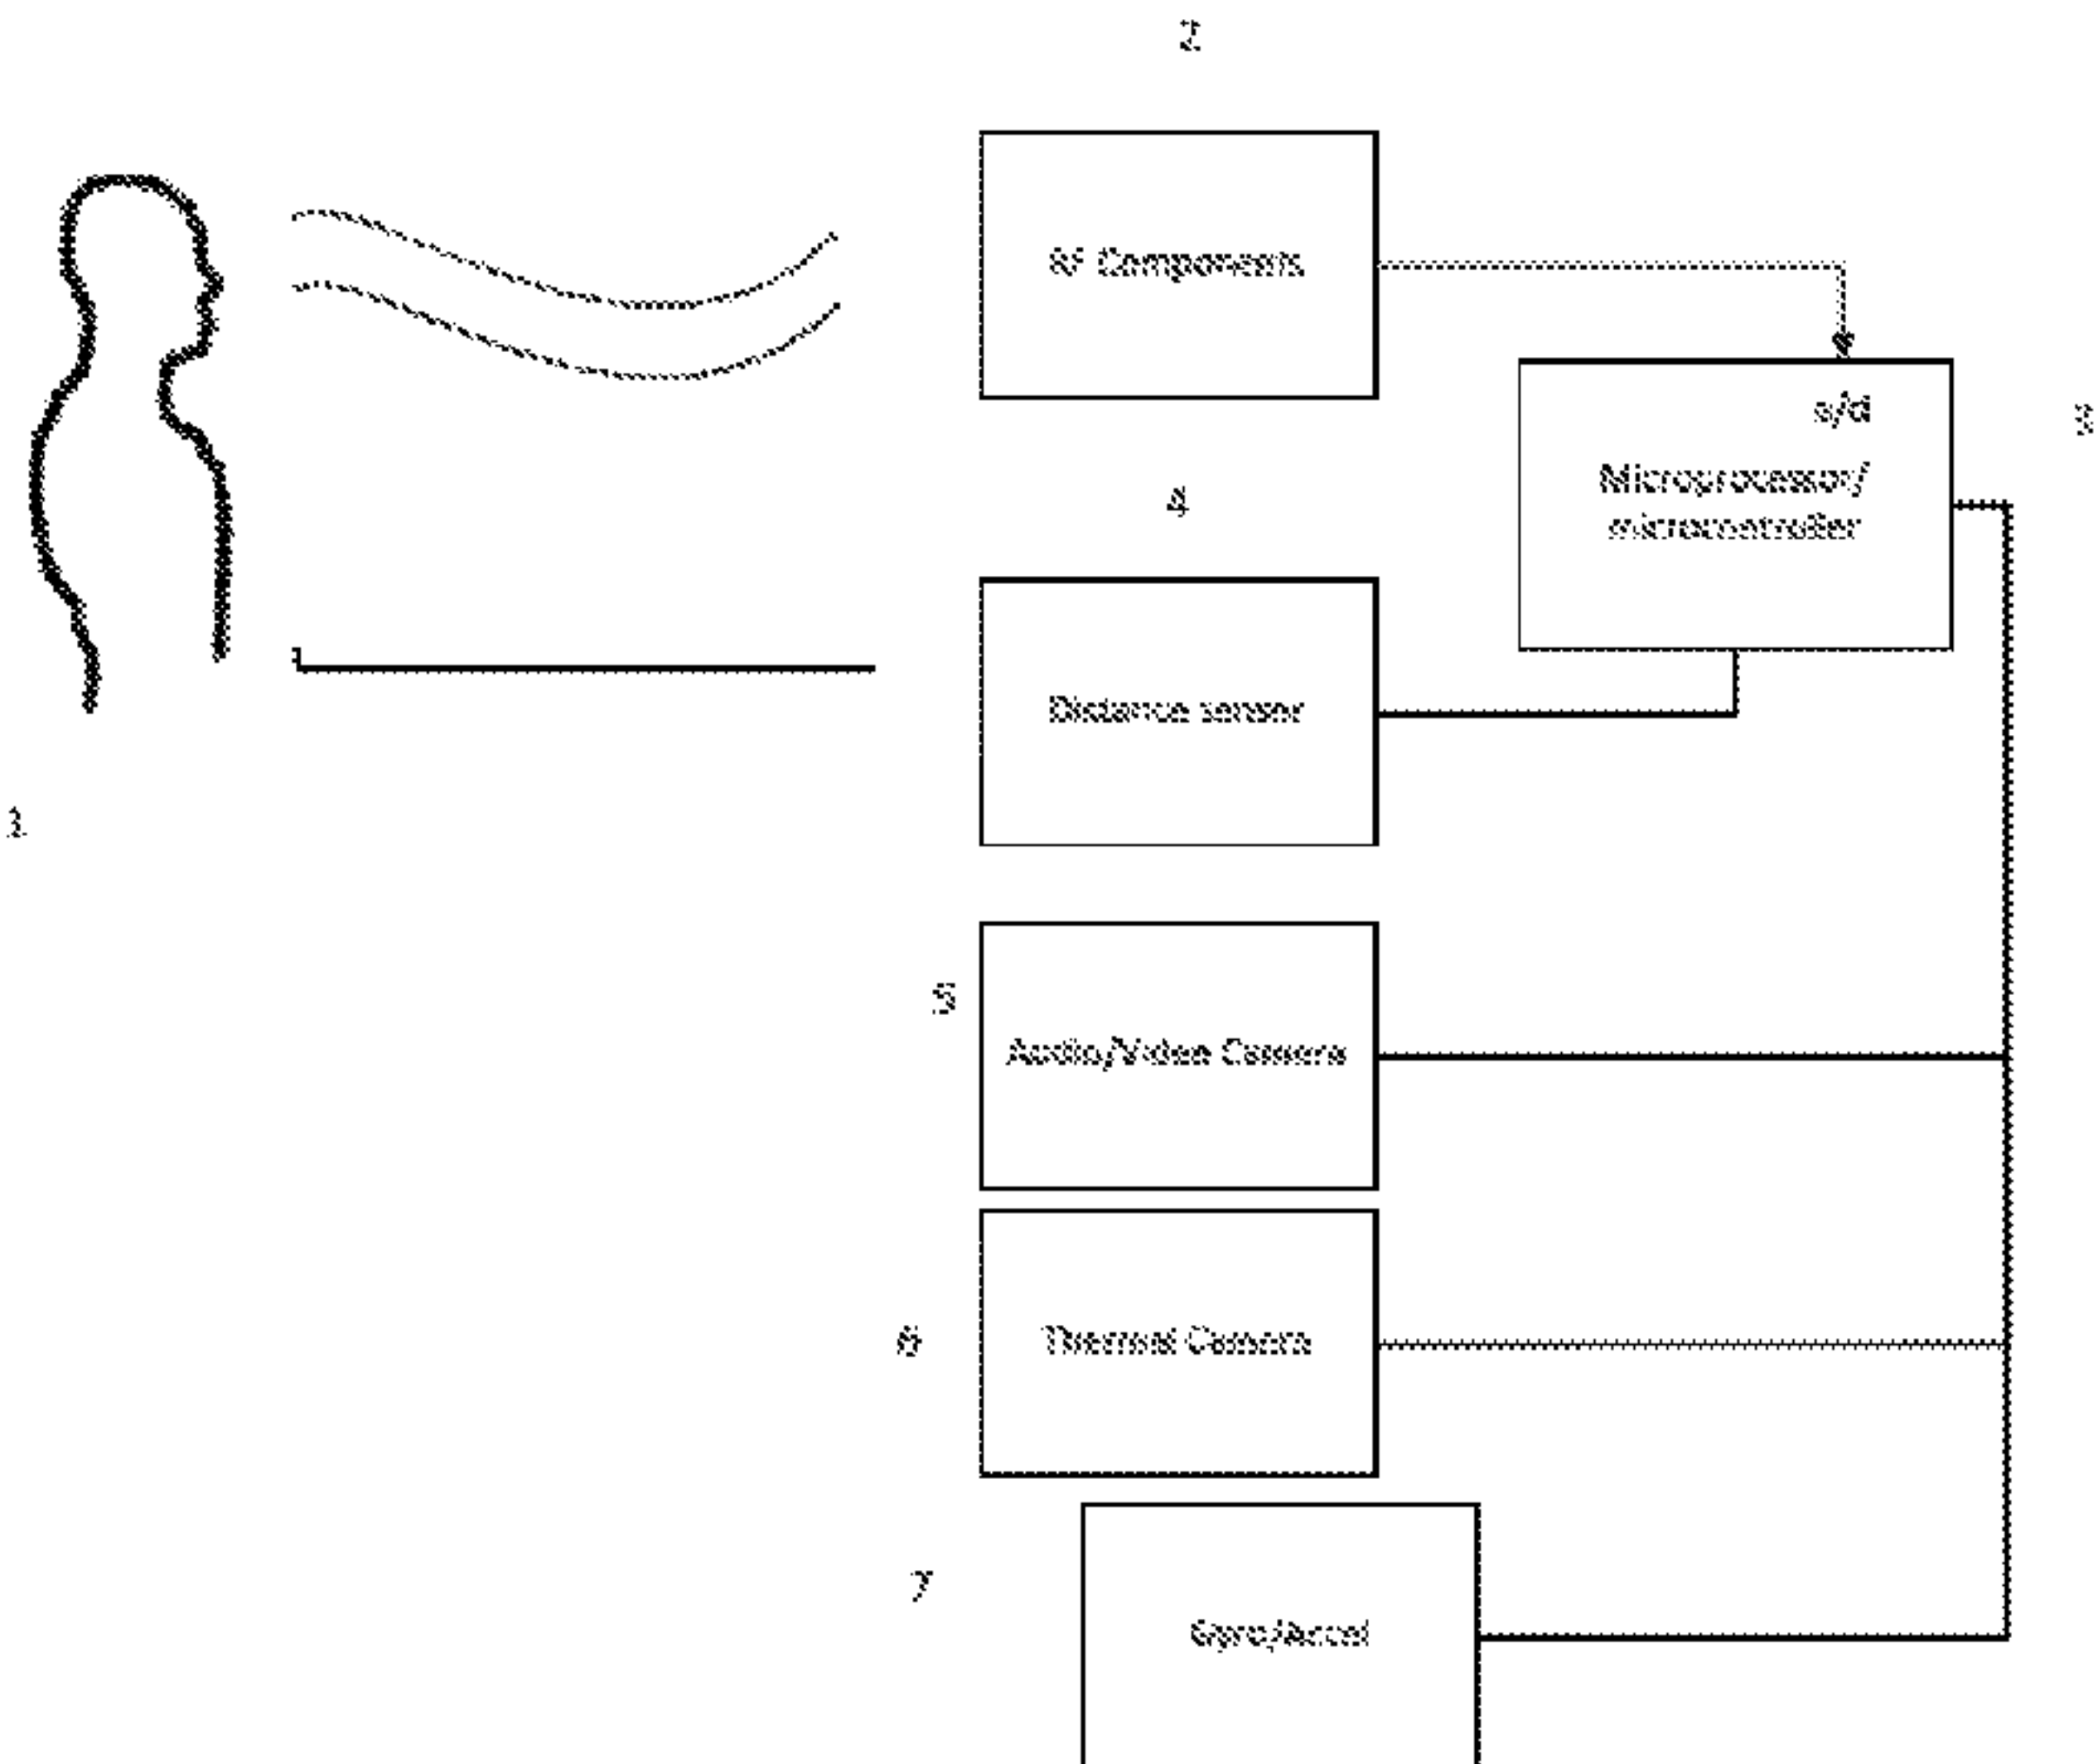 2
RF Components
a/d
3
Microprocessor/
microcontroller
4
Distance sensor
1
5
Audio/Video Camera
6
Thermal Camera
7
Gyro/Accel